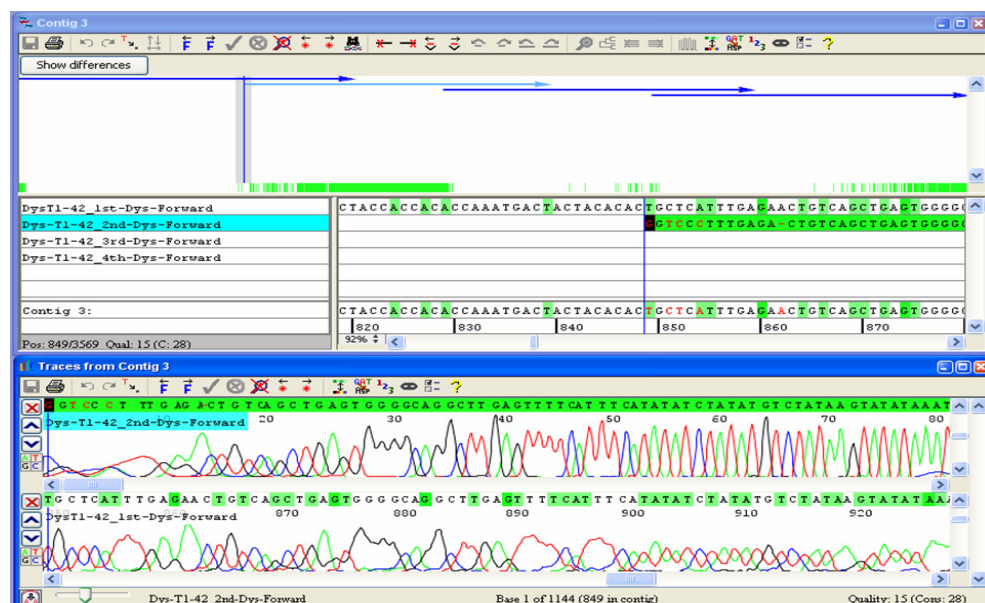 Contig 3
Show differences
DysT1-42_1st-Dys-Forward
CTACCACCACACCAAATGACTACTACACACTGCTCATTTGAGAACTGTCAGCTGAGTGGGG
Dys-T1-42_2nd-Dys-Forward
GGTCCCTTTGAGA-CTGTCAGCTGAGTGGGG
Dys-T1-42_3rd-Dys-Forward
Dys-T1-42_4th-Dys-Forward
Contig 3:
CTACCACCACACCAAATGACTACTACACACTGCTCATTTGAGAACTGTCAGCTGAGTGGGG
820 830 840 850 860 870
Pos: 849/3569 Qual: 15 (C: 28)
92%
Traces from Contig 3
GGTCCCT TTGAGACTGTCAGCTGAGTGGGGCAGGCTTGAGTTTTCATTTCATATATCTATATGTCTATAAGTATATAAAT
Dys-T1-42_2nd-Dys-Forward
20 30 40 50 60 70 80
TGCTCATTTGAGAACTGTCAGCTGAGTGGGGCAGGCTTGAGTTTTCATTTCATATATCTATATGTCTATAAGTATATAAA
DysT1-42_1st-Dys-Forward
870 880 890 900 910 920
Dys-T1-42_2nd-Dys-Forward
Base 1 of 1144 (849 in contig)
Quality: 15 (Cons: 28)